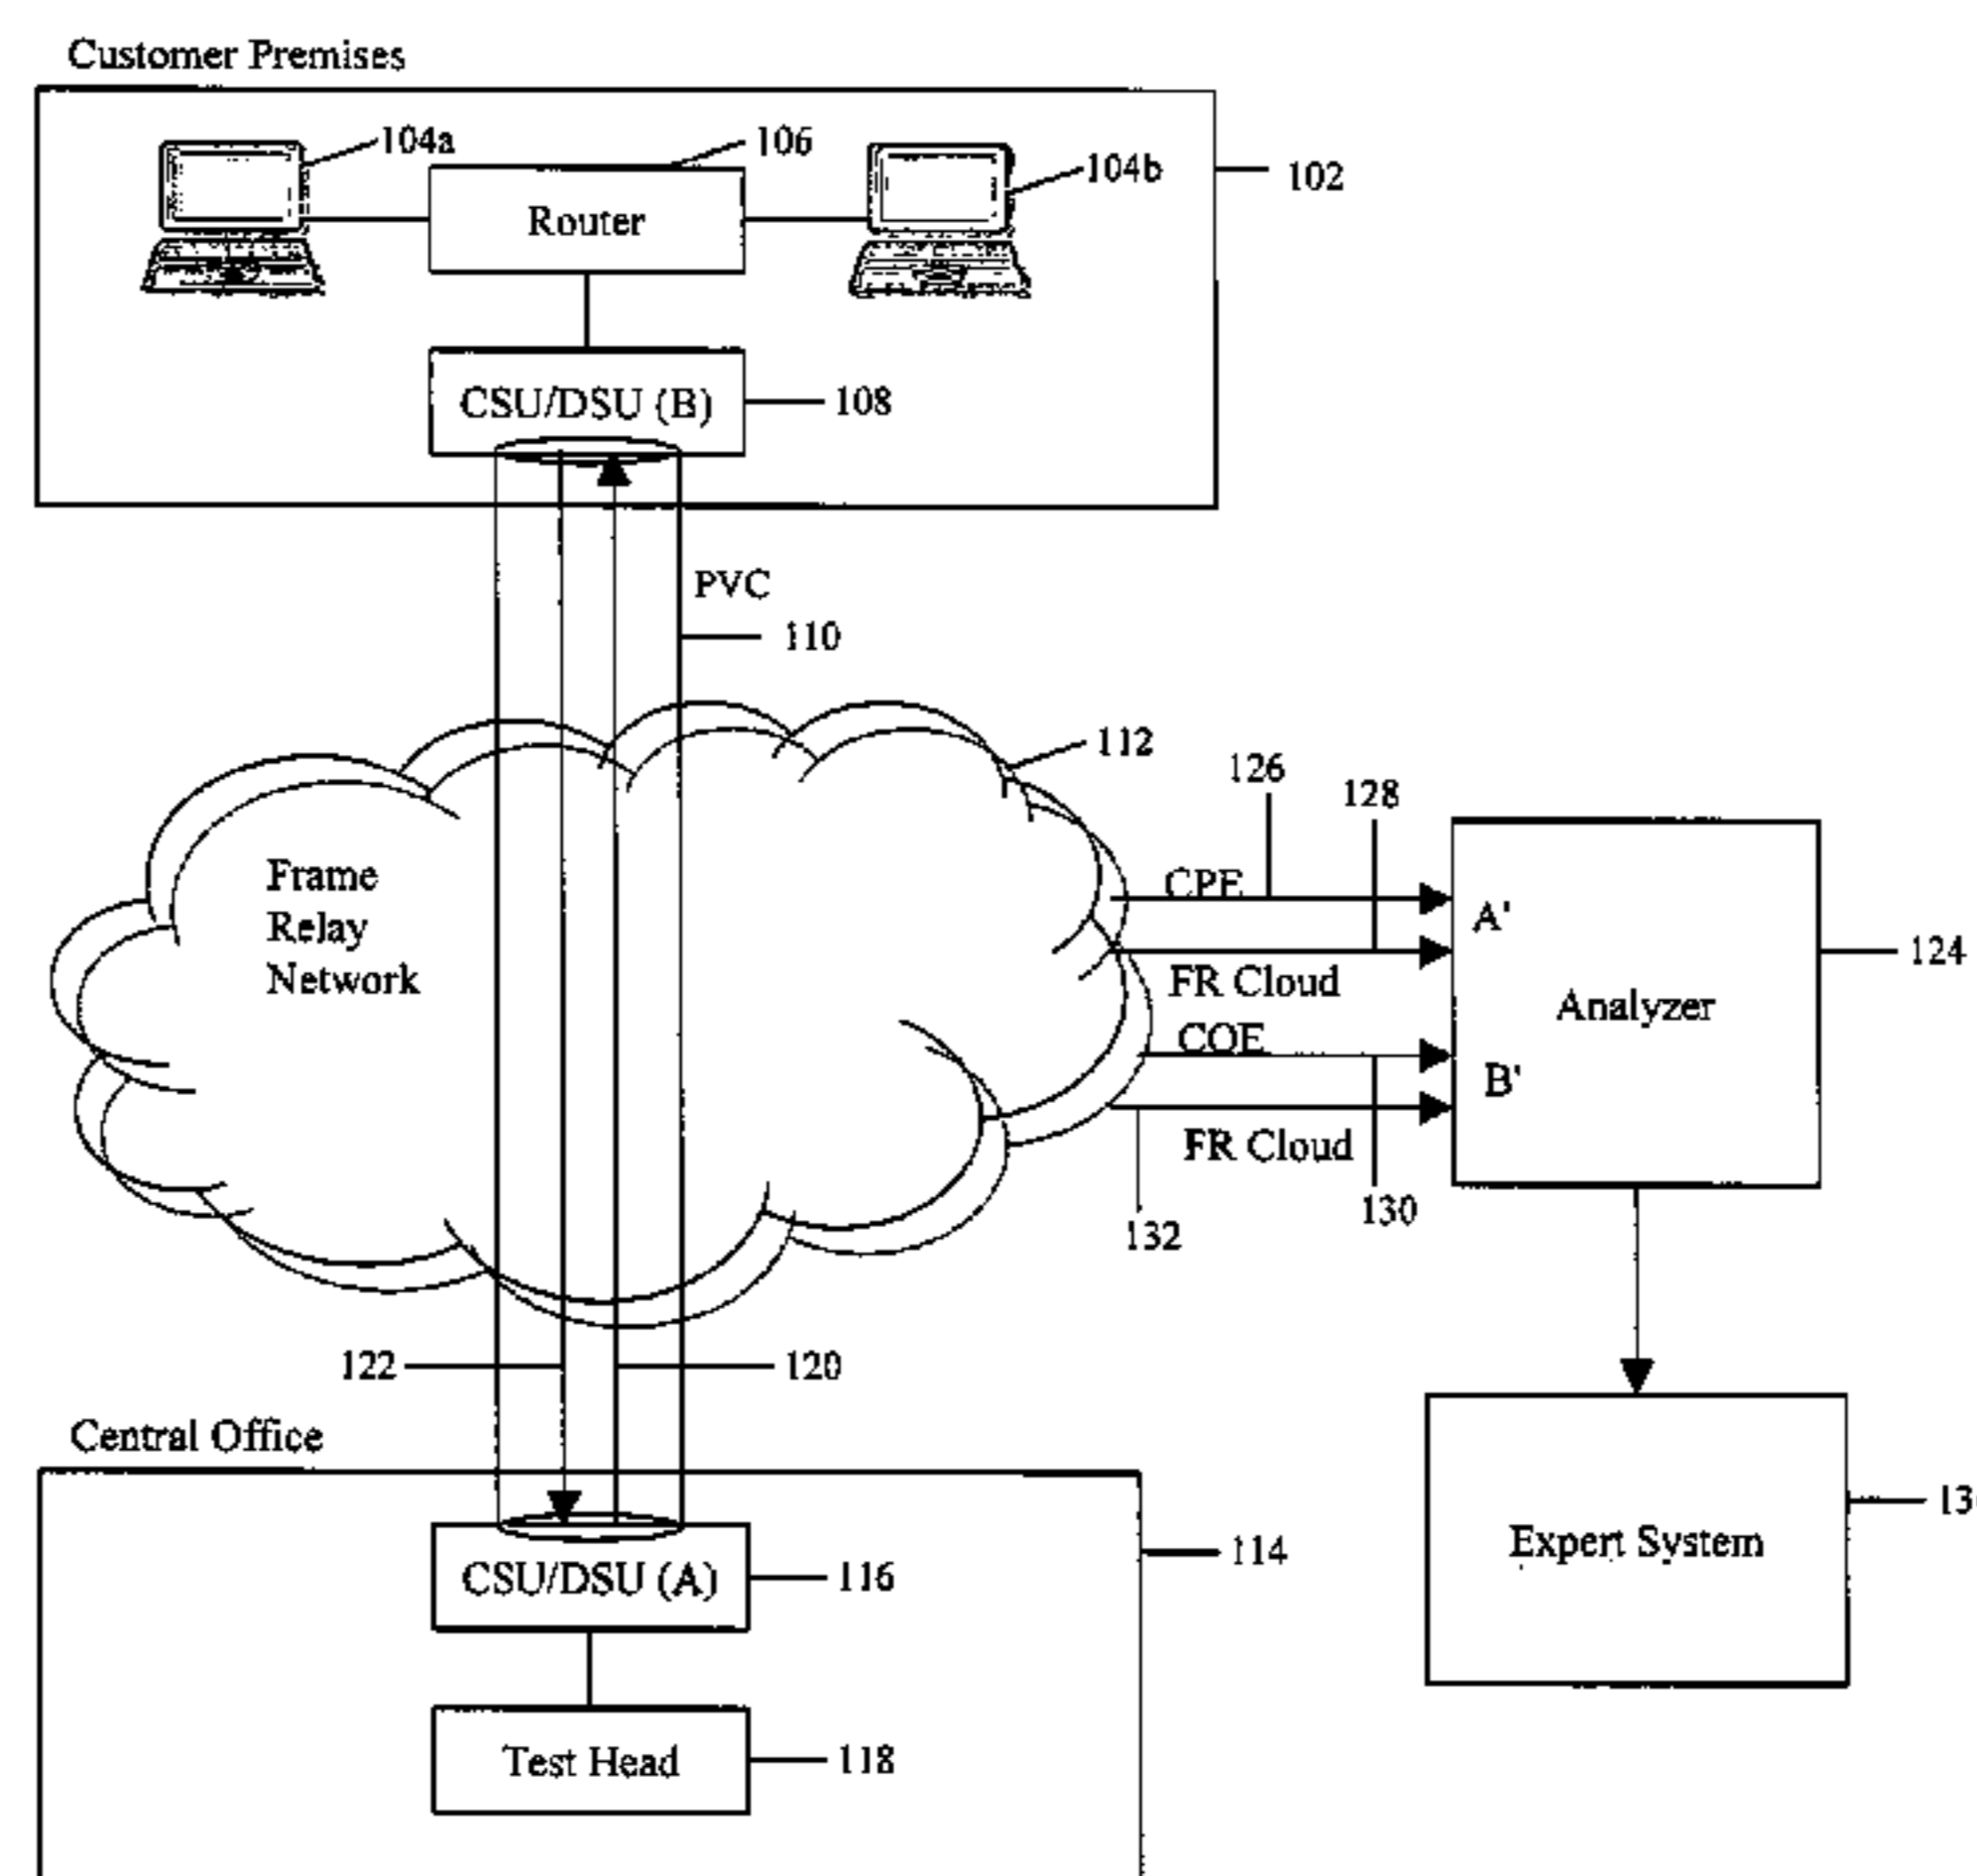 Customer Premises
104a
106
104b
102
Router
CSU/DSU (B)
108
PVC
110
112
126
128
Frame
Relay
Network
CPE
A'
124
FR Cloud
Analyzer
COE
B'
FR Cloud
130
132
122
120
Central Office
CSU/DSU (A)
116
114
Expert System
Test Head
118